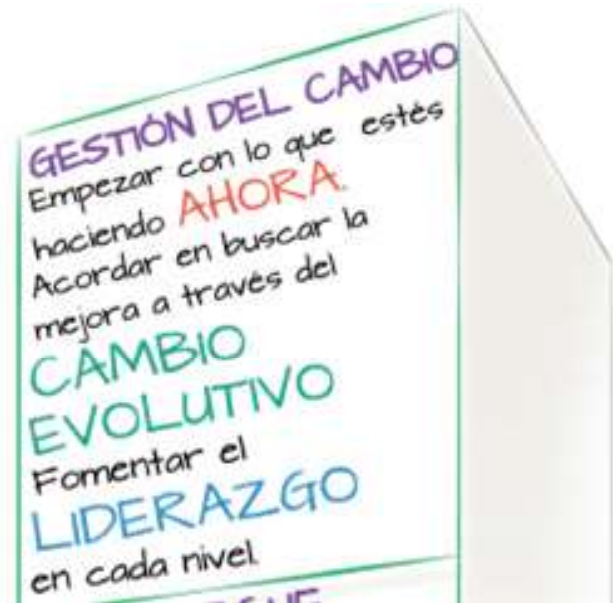 GESTIÓN DEL CAMBIO
Empezar con lo que estés
haciendo AHORA.
Acordar en buscar la
mejora a través del
CAMBIO
EVOLUTIVO
Fomentar el
LIDERAZGO
en cada nivel.